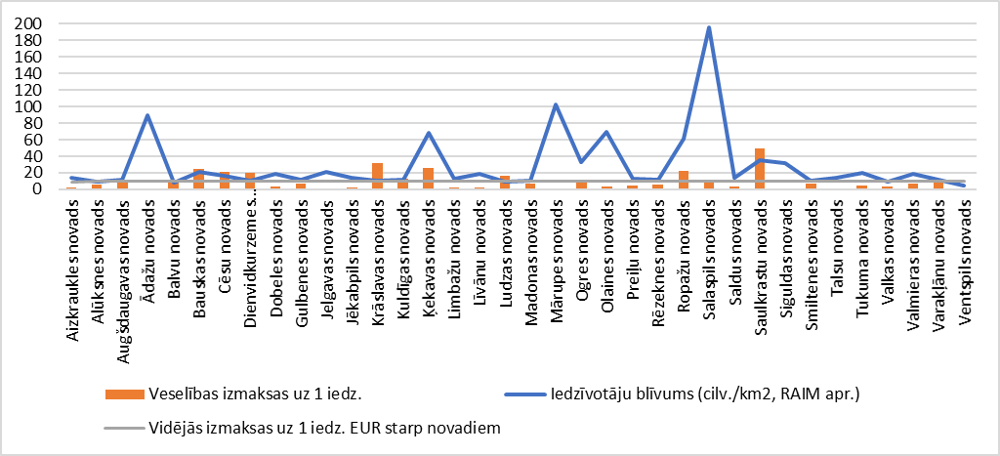 200
180
160
140
120
100
80
60
40
20
0
Aizkraukles novads
Alūksnes novads
Augšdaugavas novads
Ādažu novads
Balvu novads
Bauskas novads
Cēsu novads
Dienvidkurzemes...
Dobeles novads
Gulbenes novads
Jelgavas novads
Jēkabpils novads
Krāslavas novads
Kuldīgas novads
Ķekavas novads
Limbažu novads
Līvānu novads
Ludzas novads
Madonas novads
Mārupes novads
Ogres novads
Olaines novads
Preiļu novads
Rēzeknes novads
Ropažu novads
Salaspils novads
Saldus novads
Saulkrastu novads
Siguldas novads
Smiltenes novads
Talsu novads
Tukuma novads
Valkas novads
Valmieras novads
Varakļānu novads
Ventspils novads
Veselības izmaksas uz 1 iedz.
Iedzīvotāju blīvums (cilv./km2, RAIM apr.)
Vidējās izmaksas uz 1 iedz. EUR starp novadiem